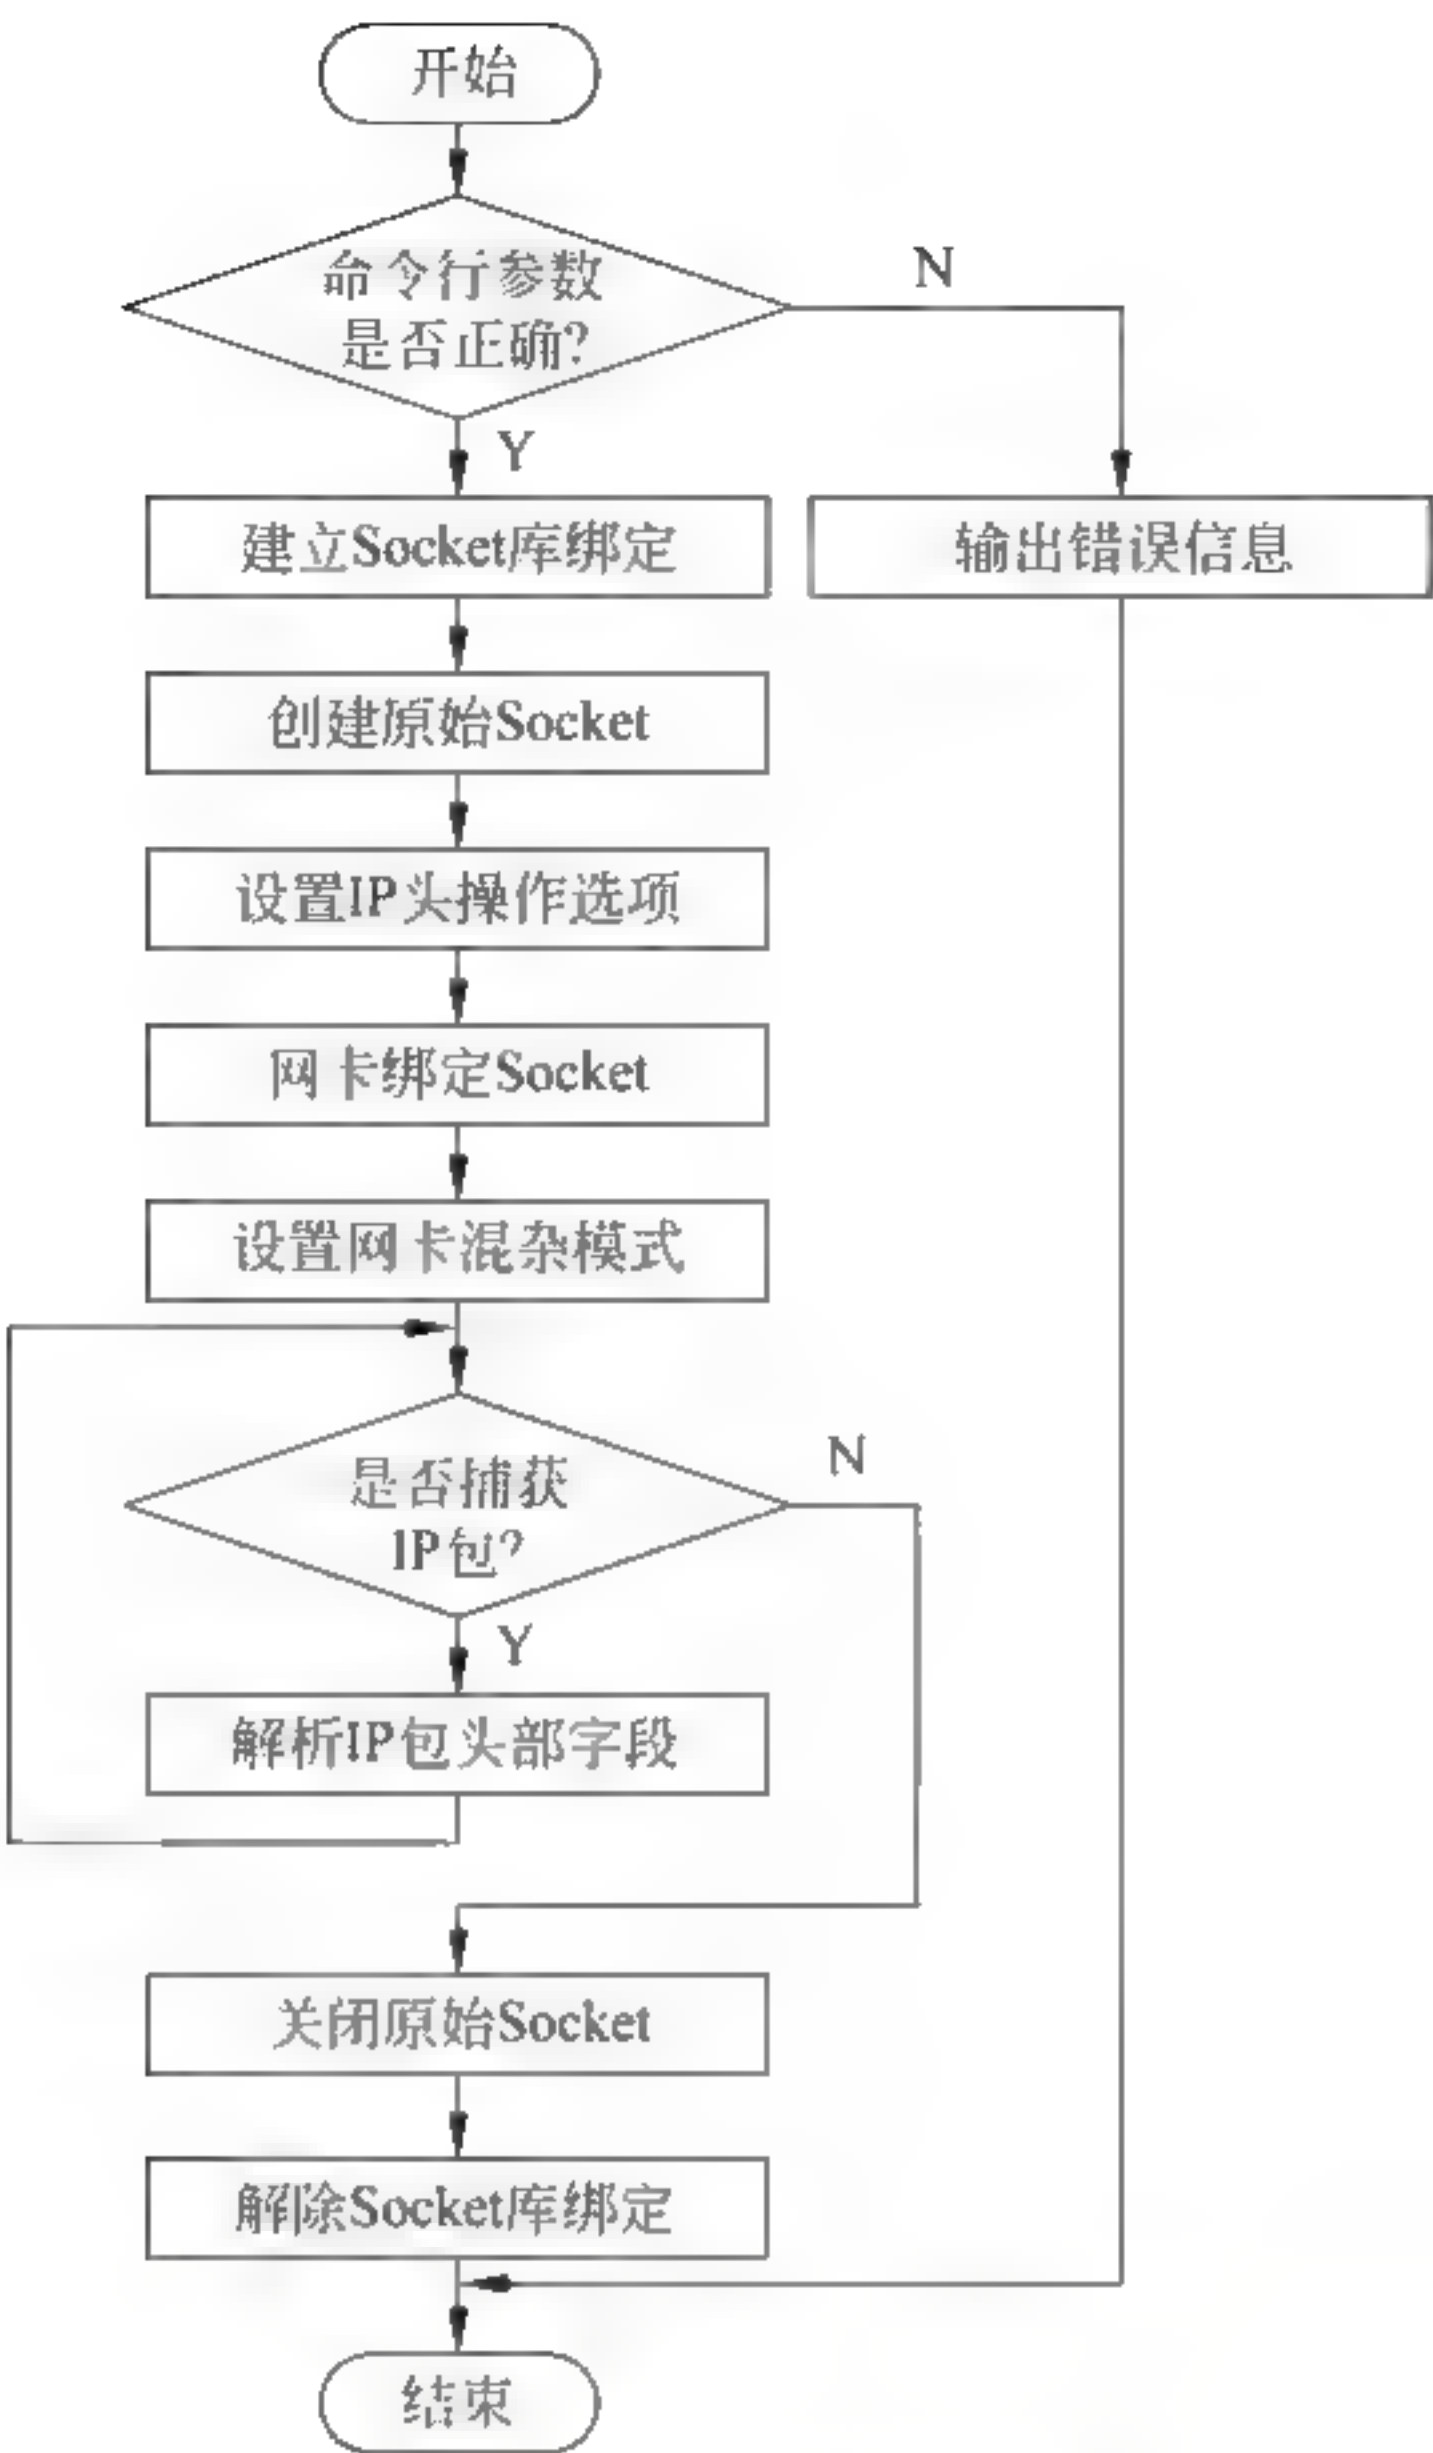 开始
命令行参数
是否正确?
N
Y
建立Socket库绑定
输出错误信息
创建原始Socket
设置IP头操作选项
网卡绑定Socket
设置网卡混杂模式
是否捕获
IP包?
N
Y
解析IP包头部字段
关闭原始Socket
解除Socket库绑定
结束